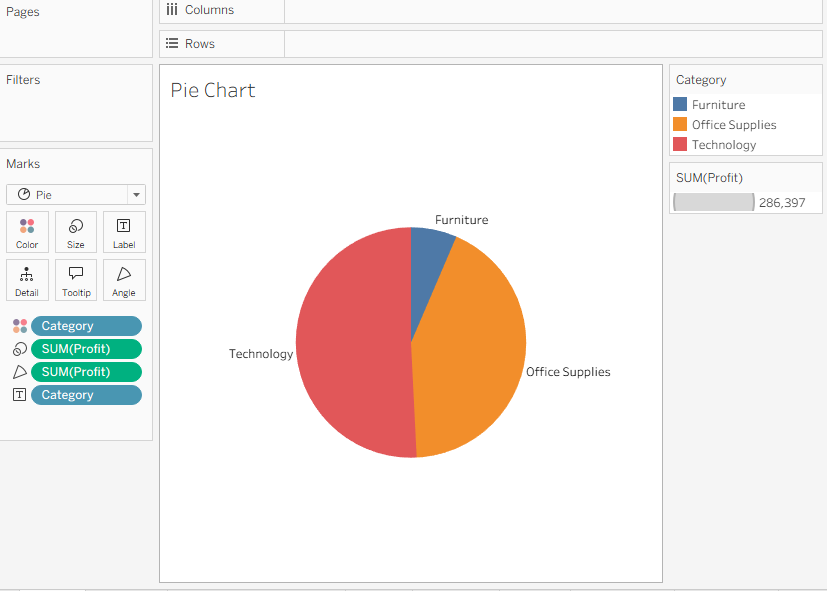 Pages
Columns
Rows
Filters
Marks
Pie
Color
Size
T
Label
Detail
Tooltip
Angle
Category
SUM(Profit)
SUM(Profit)
T
Category
Pie Chart
Furniture
Technology
Office Supplies
Category
Furniture
Office Supplies
Technology
SUM(Profit)
286,397